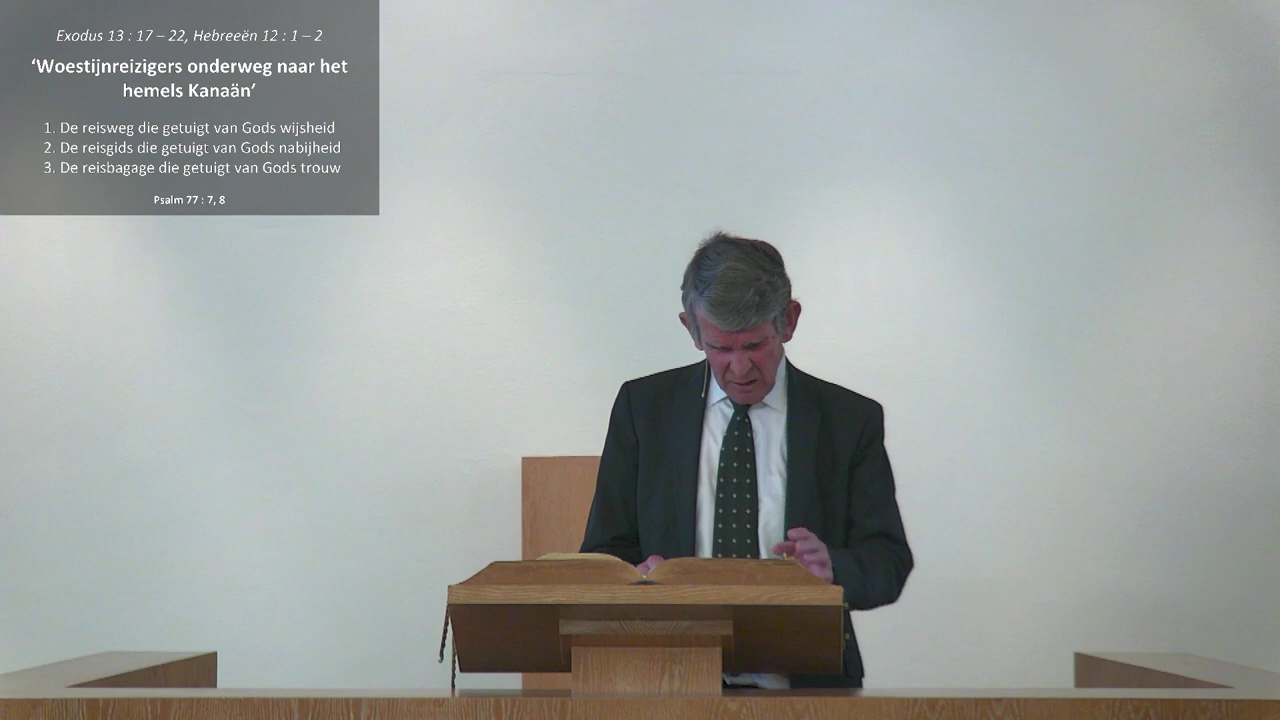 Exodus 13 : 17 – 22, Hebreeën 12 : 1 – 2
‘Woestijnreizigers onderweg naar het
hemels Kanaän’
1. De reisweg die getuigt van Gods wijsheid
2. De reisgids die getuigt van Gods nabijheid
3. De reisbagage die getuigt van Gods trouw
Psalm 77 : 7, 8